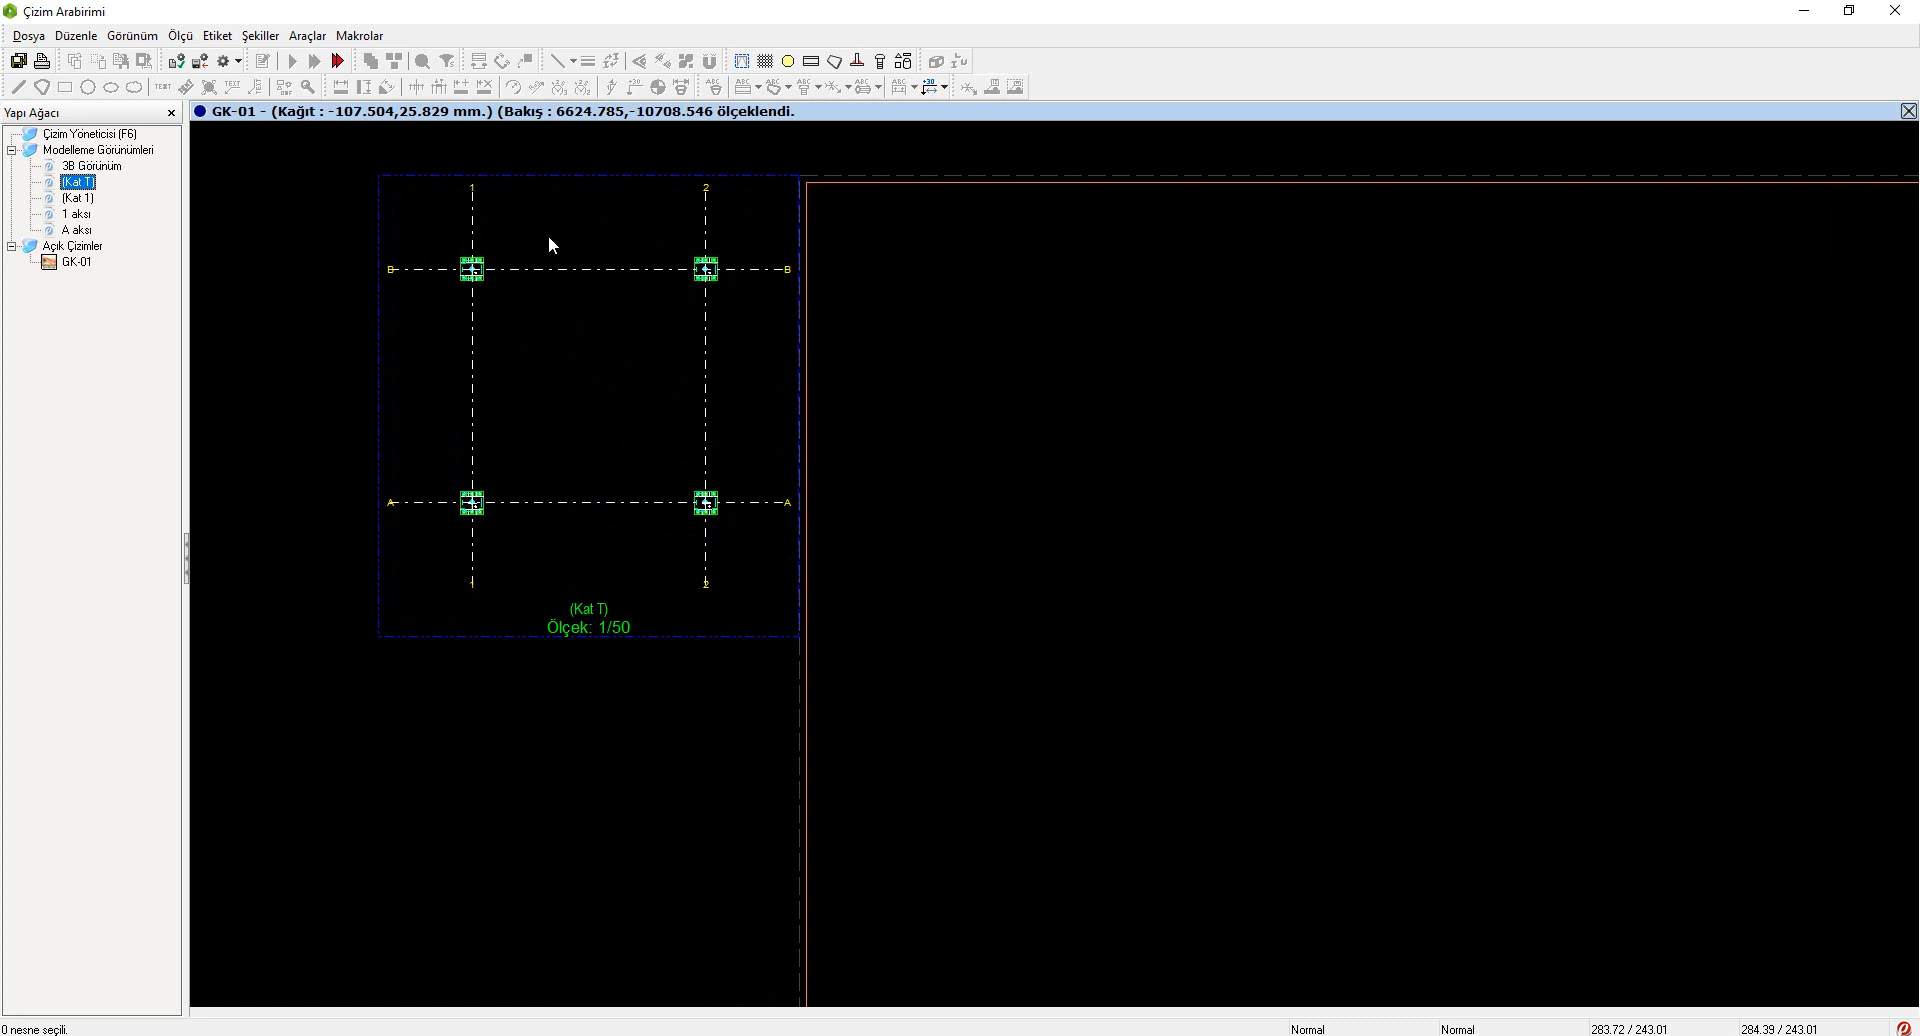 Çizim Arabirimi
Dosya Düzenle Görünüm Ölçü Etiket Şekiller Araçlar Makrolar
Yapı Ağacı
GK-01 - (Kağıt : -107.504,25.829 mm.) (Bakış : 6624.785,-10708.546 ölçeklendi.
Çizim Yöneticisi (F6)
Modelleme Görünümleri
3B Görünüm
(Kat T)
(Kat 1)
1 aksı
A aksı
Açık Çizimler
GK-01
1 2
B B
A A
1 2
(Kat T)
Ölçek: 1/50
0 nesne seçili.
Normal
Normal
283.72 / 243.01
284.39 / 243.01